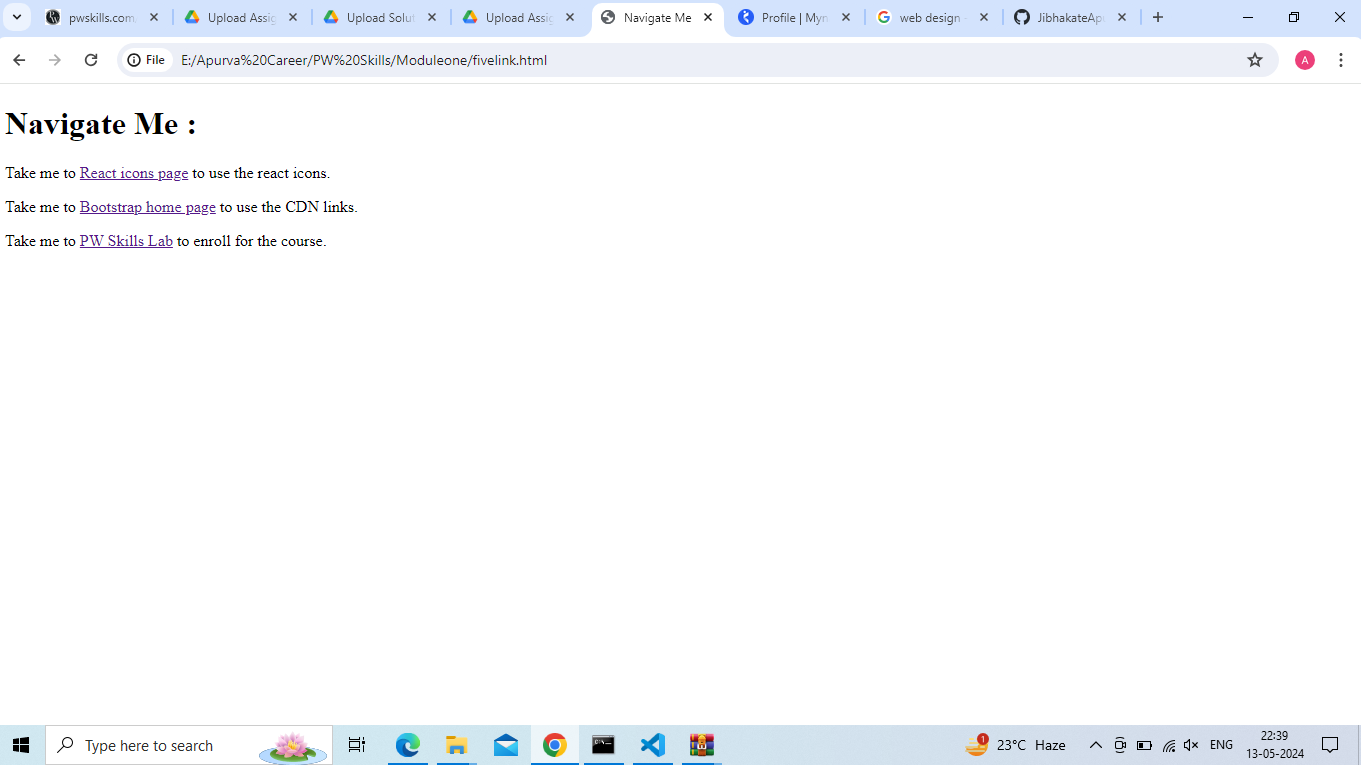 pwskills.com,
Upload Assig
Upload Solut
Upload Assig
Navigate Me
Profile | Myn
web design -
File
E:/Apurva%20Career/PW%20Skills/Moduleone/fivelink.html
A
Navigate Me :
Take me to React icons page to use the react icons.
Take me to Bootstrap home page to use the CDN links.
Take me to PW Skills Lab to enroll for the course.
Type here to search
1
23°C Haze
ENG
22:39
13-05-2024